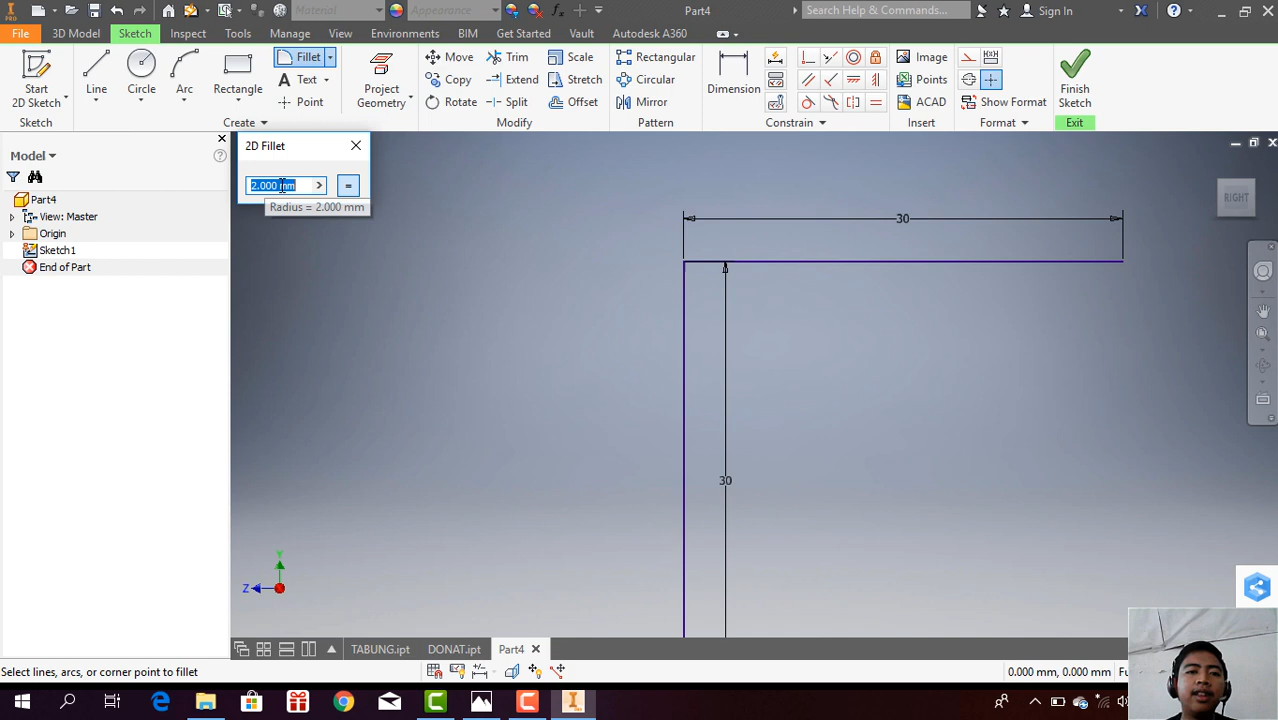 PRO
Material
Appearance
fx
Part4
Search Help & Commands...
Sign In
File
3D Model
Sketch
Inspect
Tools
Manage
View
Environments
BIM
Get Started
Vault
Autodesk A360
Start
2D Sketch
Line
Circle
Arc
Rectangle
Fillet
Text
Point
Project
Geometry
Move
Copy
Rotate
Trim
Extend
Split
Scale
Stretch
Offset
Rectangular
Circular
Mirror
Dimension
Image
Points
ACAD
Show Format
Finish
Sketch
Sketch
Create
Modify
Pattern
Constrain
Insert
Format
Exit
Model
Part4
View: Master
Origin
Sketch1
End of Part
2D Fillet
2.000 mm
=
Radius = 2.000 mm
30
30
RIGHT
Y
Z
TABUNG.ipt
DONAT.ipt
Part4
Select lines, arcs, or corner point to fillet
0.000 mm, 0.000 mm